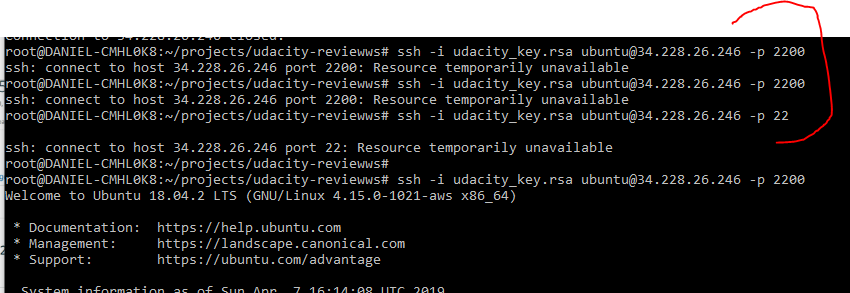 Connection to 34.228.26.246 closed.
root@DANIEL-CMHL0K8:~/projects/udacity-reviewws# ssh -i udacity_key.rsa ubuntu@34.228.26.246 -p 2200
ssh: connect to host 34.228.26.246 port 2200: Resource temporarily unavailable
root@DANIEL-CMHL0K8:~/projects/udacity-reviewws# ssh -i udacity_key.rsa ubuntu@34.228.26.246 -p 2200
ssh: connect to host 34.228.26.246 port 2200: Resource temporarily unavailable
root@DANIEL-CMHL0K8:~/projects/udacity-reviewws# ssh -i udacity_key.rsa ubuntu@34.228.26.246 -p 22
ssh: connect to host 34.228.26.246 port 22: Resource temporarily unavailable
root@DANIEL-CMHL0K8:~/projects/udacity-reviewws#
root@DANIEL-CMHL0K8:~/projects/udacity-reviewws# ssh -i udacity_key.rsa ubuntu@34.228.26.246 -p 2200
Welcome to Ubuntu 18.04.2 LTS (GNU/Linux 4.15.0-1021-aws x86_64)
* Documentation: https://help.ubuntu.com
* Management: https://landscape.canonical.com
* Support: https://ubuntu.com/advantage
System information as of Sun Apr 7 16:14:08 UTC 2019